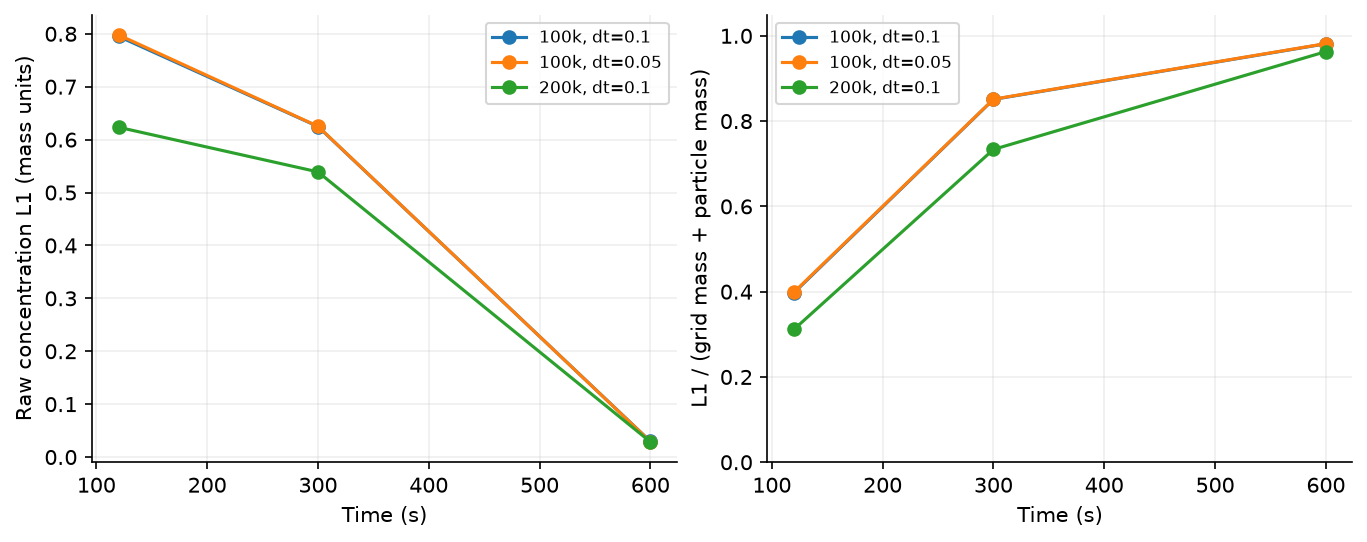 Raw concentration L1 (mass units)
0.8
0.7
0.6
0.5
0.4
0.3
0.2
0.1
0.0
100k, dt=0.1
100k, dt=0.05
200k, dt=0.1
100 200 300 400 500 600
Time (s)
L1 / (grid mass + particle mass)
1.0
0.8
0.6
0.4
0.2
0.0
100k, dt=0.1
100k, dt=0.05
200k, dt=0.1
100 200 300 400 500 600
Time (s)